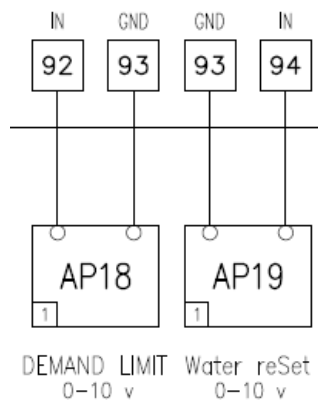 IN GND GND IN
92 93 93 94
AP18 AP19
1 1
DEMAND LIMIT Water reSet
0-10 v 0-10 v